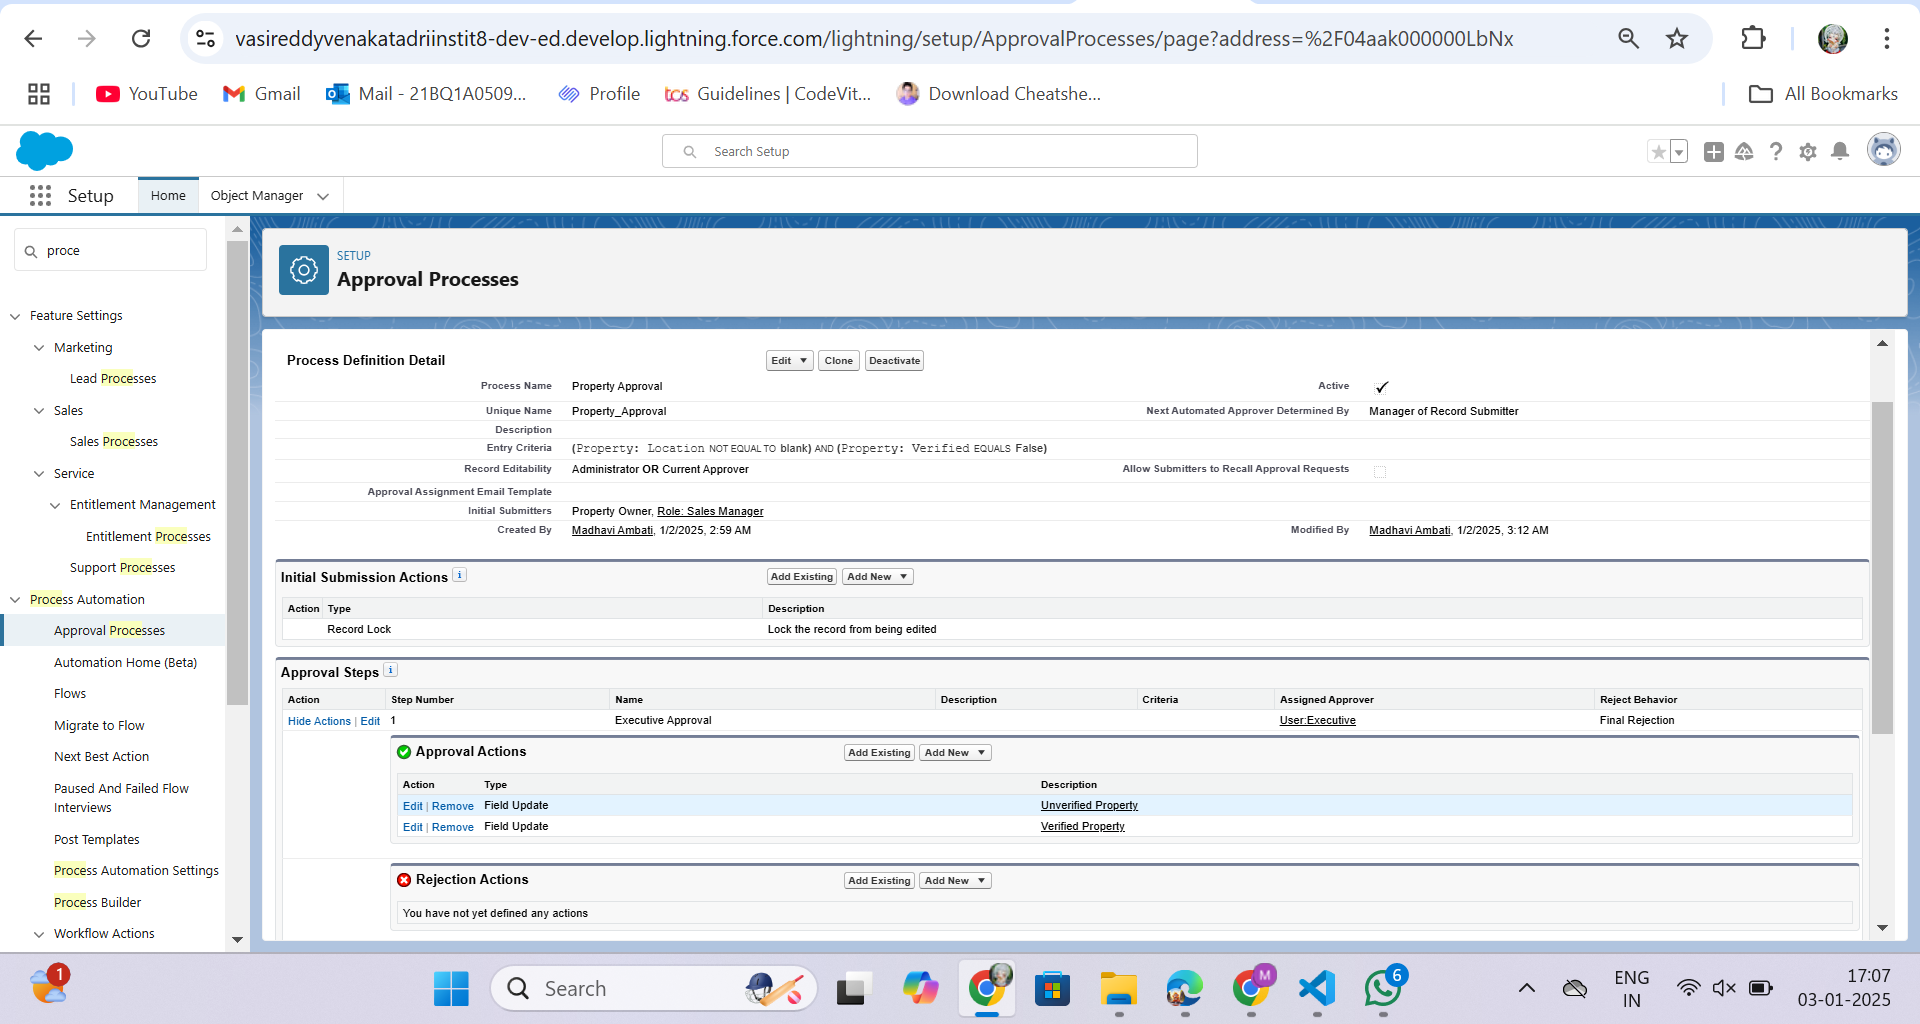 vasireddyvenakatadriinstit8-dev-ed.develop.lightning.force.com/lightning/setup/ApprovalProcesses/page?address=%2F04aak000000LbNx
YouTube Gmail Mail - 21BQ1A0509... Profile tcs Guidelines | CodeVit... Download Cheatshe... All Bookmarks
Search Setup
Setup Home Object Manager
proce
Feature Settings
Marketing
Lead Processes
Sales
Sales Processes
Service
Entitlement Management
Entitlement Processes
Support Processes
Process Automation
Approval Processes
Automation Home (Beta)
Flows
Migrate to Flow
Next Best Action
Paused And Failed Flow
Interviews
Post Templates
Process Automation Settings
Process Builder
Workflow Actions
SETUP
Approval Processes
Process Definition Detail Edit Clone Deactivate
Process Name Property Approval Active
Unique Name Property_Approval Next Automated Approver Determined By Manager of Record Submitter
Description
Entry Criteria (Property: Location NOT EQUAL TO blank) AND (Property: Verified EQUALS False)
Record Editability Administrator OR Current Approver Allow Submitters to Recall Approval Requests
Approval Assignment Email Template
Initial Submitters Property Owner, Role: Sales Manager
Created By Madhavi Ambati, 1/2/2025, 2:59 AM Modified By Madhavi Ambati, 1/2/2025, 3:12 AM
Initial Submission Actions i Add Existing Add New
Action Type Description
Record Lock Lock the record from being edited
Approval Steps i
Action Step Number Name Description Criteria Assigned Approver Reject Behavior
Hide Actions | Edit 1 Executive Approval User:Executive Final Rejection
Approval Actions Add Existing Add New
Action Type Description
Edit | Remove Field Update Unverified Property
Edit | Remove Field Update Verified Property
Rejection Actions Add Existing Add New
You have not yet defined any actions
1 Search M 6 ENG
IN 17:07
03-01-2025